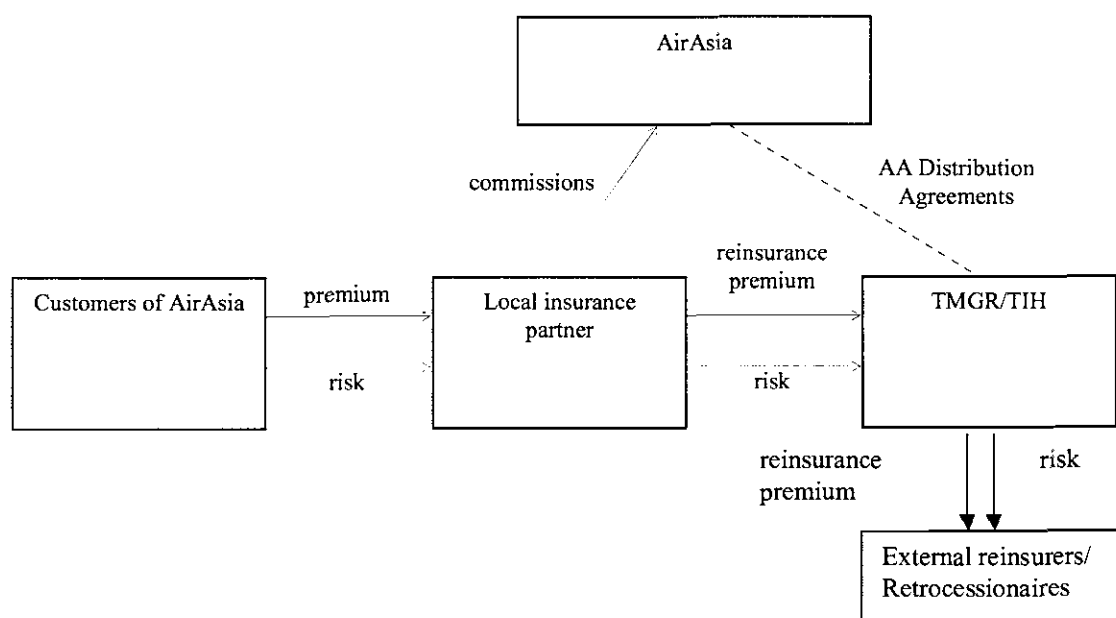 AirAsia
commissions
AA Distribution
Agreements
Customers of AirAsia
premium
risk
Local insurance
partner
reinsurance
premium
risk
TMGR/TIH
reinsurance
premium
risk
External reinsurers/
Retrocessionaires